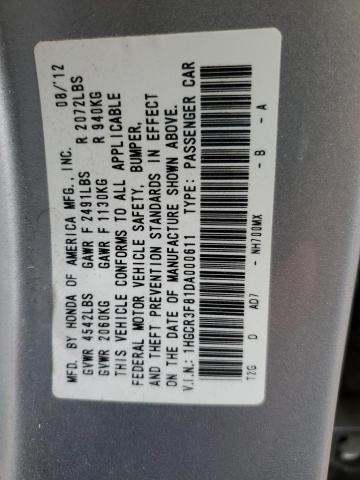 MFD. BY HONDA OF AMERICA MFG., INC. 08/'12
GVWR 4542LBS GAWR F 2491LBS R 2072LBS
GVWR 2060KG GAWR F 1130KG R 940KG
THIS VEHICLE CONFORMS TO ALL APPLICABLE
FEDERAL MOTOR VEHICLE SAFETY, BUMPER,
AND THEFT PREVENTION STANDARDS IN EFFECT
ON THE DATE OF MANUFACTURE SHOWN ABOVE.
V.I.N.: 1HGCR3F81DA000611 TYPE: PASSENGER CAR
T2G D AD7 - NH700MX - B - A